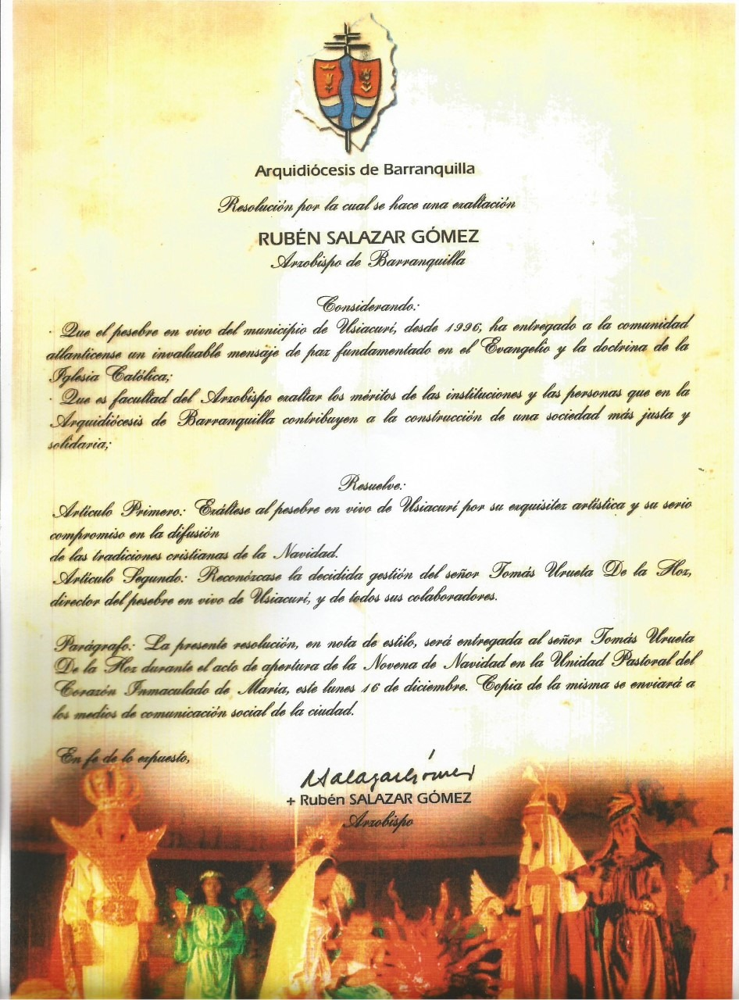 Arquidiócesis de Barranquilla
Resolución por la cual se hace una exaltación
RUBÉN SALAZAR GÓMEZ
Arzobispo de Barranquilla
Considerando:
· Que el pesebre en vivo del municipio de Usiacurí, desde 1996, ha entregado a la comunidad
atlanticense un invaluable mensaje de paz fundamentado en el Evangelio y la doctrina de la
Iglesia Católica;
· Que es facultad del Arzobispo exaltar los méritos de las instituciones y las personas que en la
Arquidiócesis de Barranquilla contribuyen a la construcción de una sociedad más justa y
solidaria;
Resuelve:
Artículo Primero: Exáltese al pesebre en vivo de Usiacurí por su exquisitez artística y su serio
compromiso en la difusión
de las tradiciones cristianas de la Navidad.
Artículo Segundo: Reconózcase la decidida gestión del señor Tomás Urueta De la Hoz,
director del pesebre en vivo de Usiacurí, y de todos sus colaboradores.
Parágrafo: La presente resolución, en nota de estilo, será entregada al señor Tomás Urueta
De la Hoz durante el acto de apertura de la Novena de Navidad en la Unidad Pastoral del
Corazón Inmaculado de María, este lunes 16 de diciembre. Copia de la misma se enviará a
los medios de comunicación social de la ciudad.
En fe de lo expuesto,
RSalazarGómez
+ Rubén SALAZAR GÓMEZ
Arzobispo